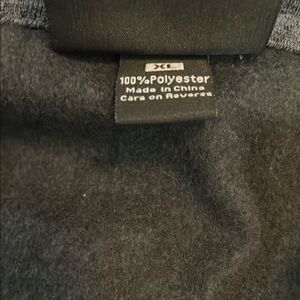 XL
100%Polyester
Made in China
Care on Reverse